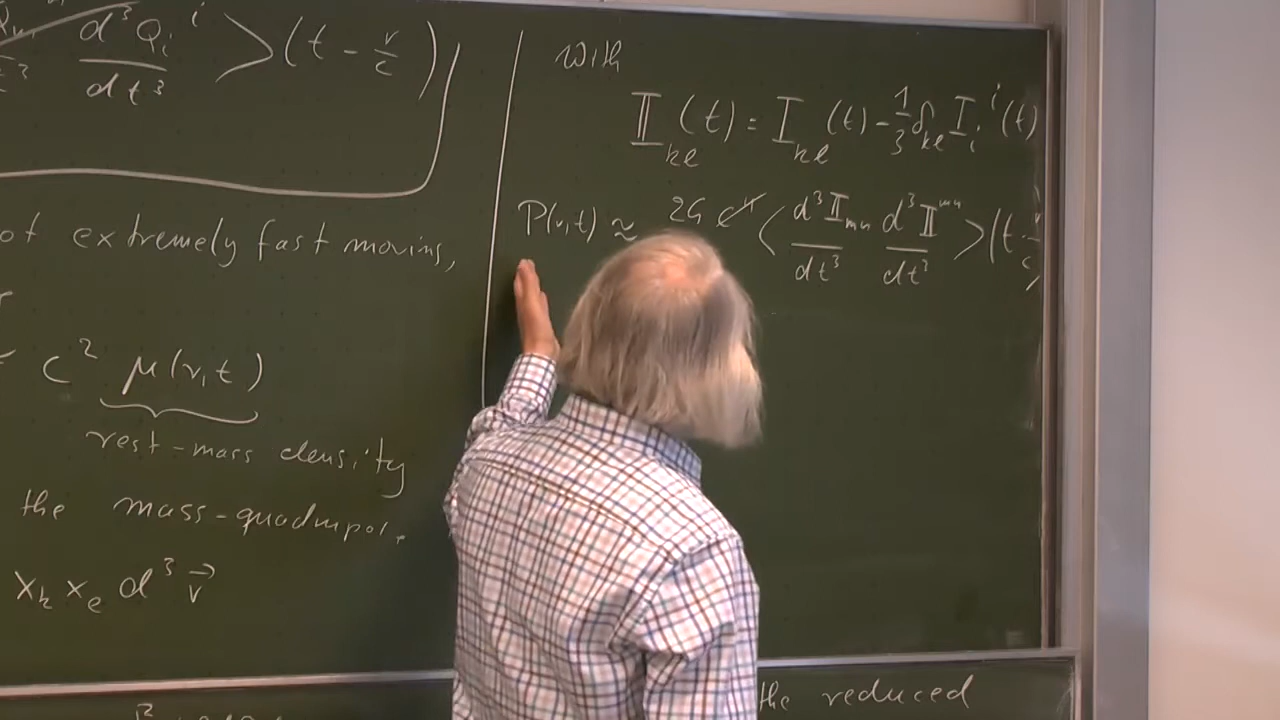 d³Q_i^i / dt³ > (t - r/c)
ot extremely fast moving,
c² μ(r,t)
rest-mass density
the mass-quadrupol.
x_k x_l d³ r⃗
with
𝕀_kl(t) = I_kl(t) - 1/3 δ_kl I_i^i(t)
P(r,t) ≈ 2G c⁴ < d³𝕀_mn / dt³ d³𝕀^mn / dt³ > (t - r/c)
the reduced